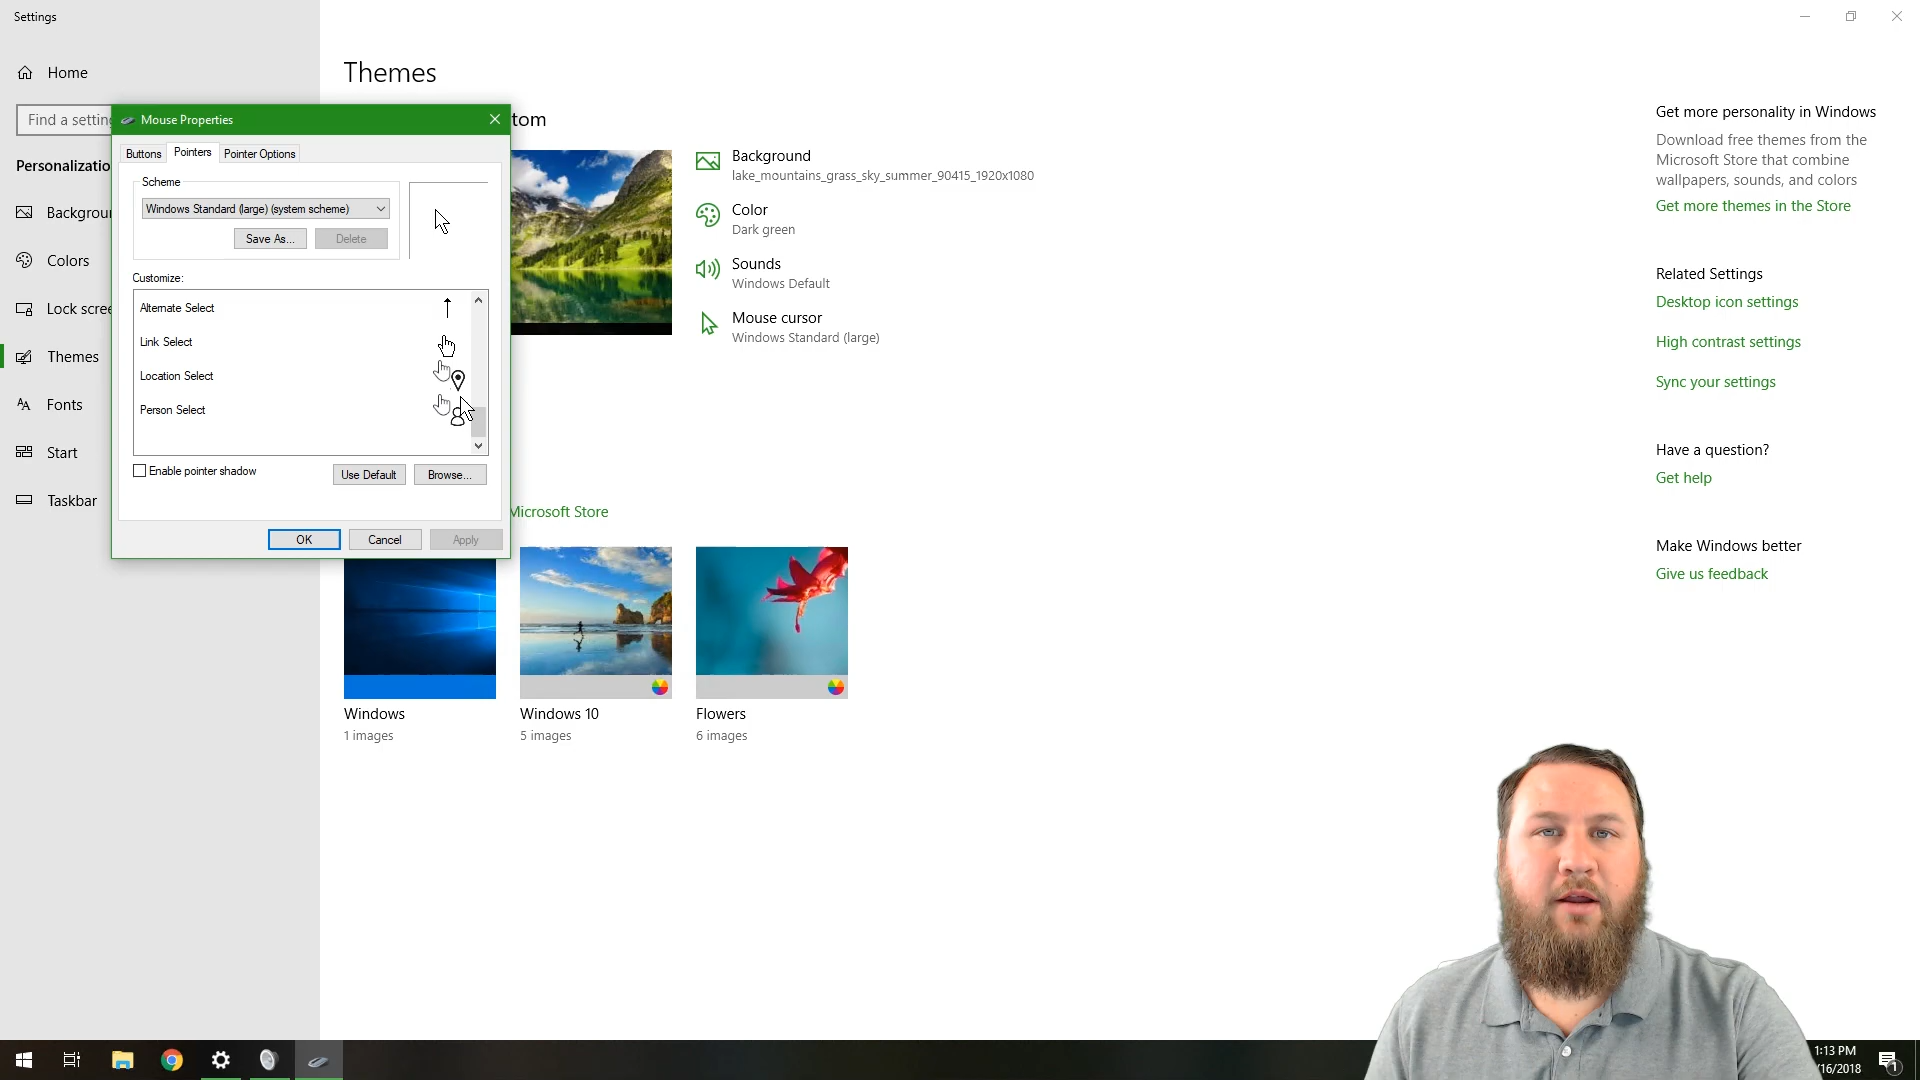 Settings
Home
Find a setting
Personalizatio
Backgrou
Colors
Lock scree
Themes
Fonts
Start
Taskbar
Mouse Properties
Buttons
Pointers
Pointer Options
Scheme
Windows Standard (large) (system scheme)
Save As...
Delete
Customize:
Alternate Select
Link Select
Location Select
Person Select
Enable pointer shadow
Use Default
Browse...
OK
Cancel
Apply
Themes
tom
Background
lake_mountains_grass_sky_summer_90415_1920x1080
Color
Dark green
Sounds
Windows Default
Mouse cursor
Windows Standard (large)
Microsoft Store
Windows
1 images
Windows 10
5 images
Flowers
6 images
Get more personality in Windows
Download free themes from the
Microsoft Store that combine
wallpapers, sounds, and colors
Get more themes in the Store
Related Settings
Desktop icon settings
High contrast settings
Sync your settings
Have a question?
Get help
Make Windows better
Give us feedback
1:13 PM
/16/2018
1